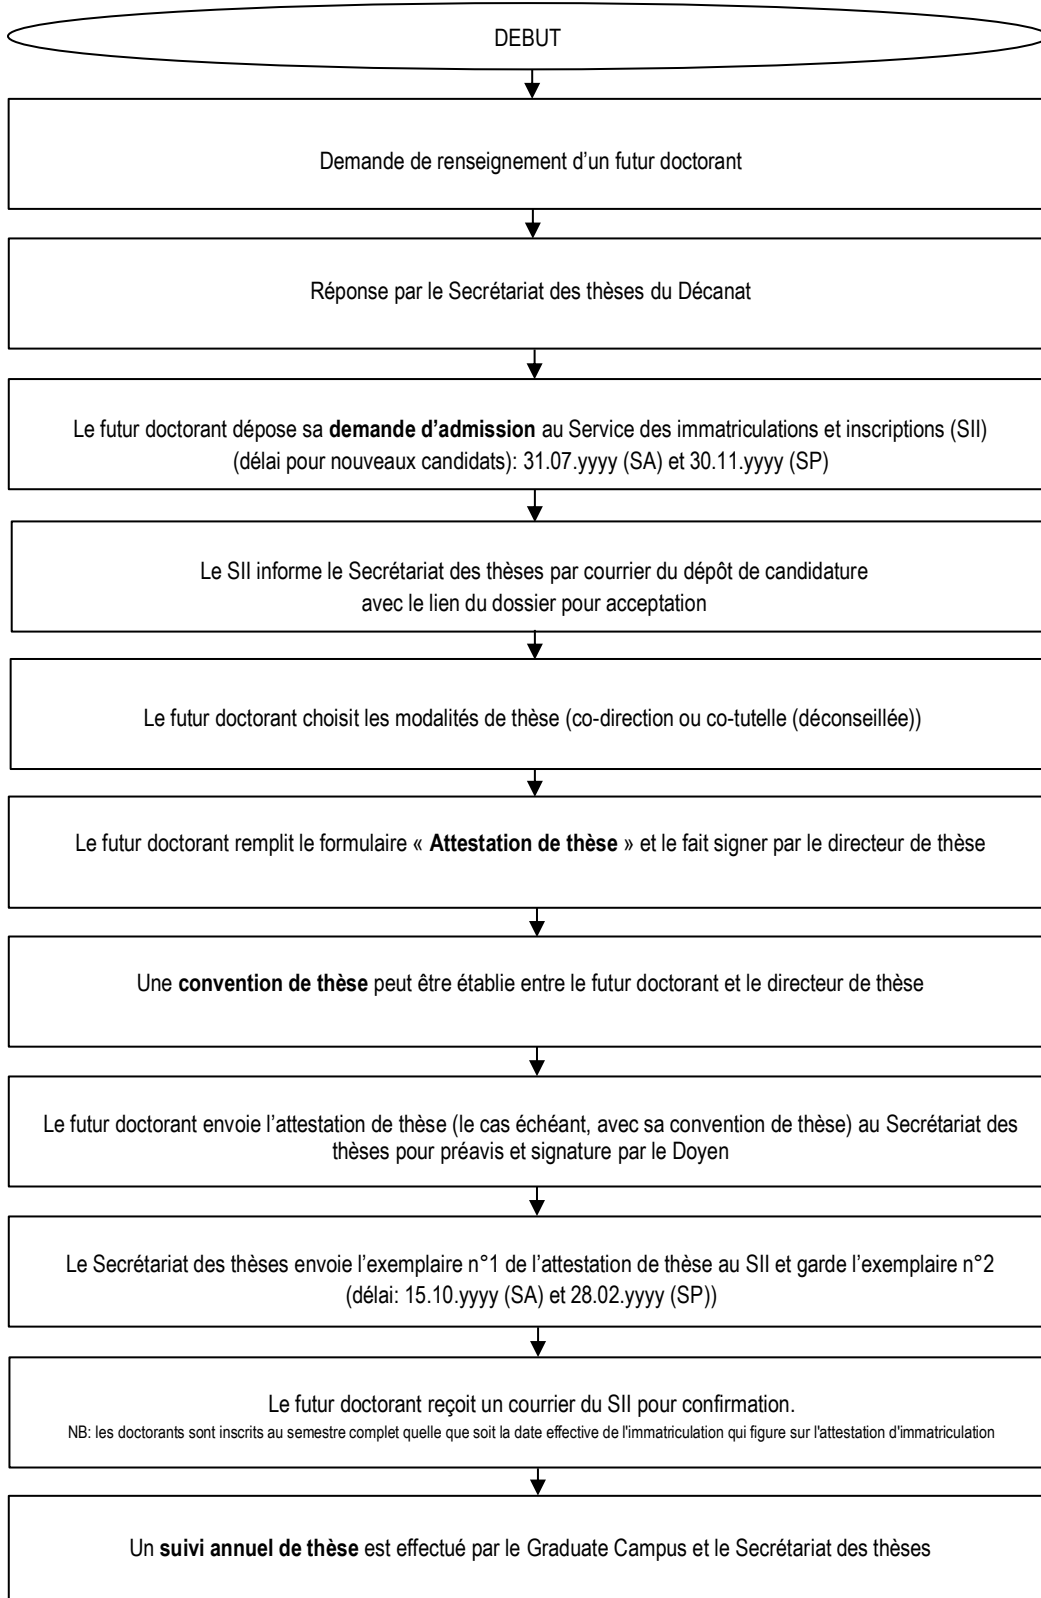 DEBUT
Demande de renseignement d’un futur doctorant
Réponse par le Secrétariat des thèses du Décanat
Le futur doctorant dépose sa demande d’admission au Service des immatriculations et inscriptions (SII)
(délai pour nouveaux candidats): 31.07.yyyy (SA) et 30.11.yyyy (SP)
Le SII informe le Secrétariat des thèses par courrier du dépôt de candidature
avec le lien du dossier pour acceptation
Le futur doctorant choisit les modalités de thèse (co-direction ou co-tutelle (déconseillée))
Le futur doctorant remplit le formulaire « Attestation de thèse » et le fait signer par le directeur de thèse
Une convention de thèse peut être établie entre le futur doctorant et le directeur de thèse
Le futur doctorant envoie l’attestation de thèse (le cas échéant, avec sa convention de thèse) au Secrétariat des
thèses pour préavis et signature par le Doyen
Le Secrétariat des thèses envoie l’exemplaire n°1 de l’attestation de thèse au SII et garde l’exemplaire n°2
(délai: 15.10.yyyy (SA) et 28.02.yyyy (SP))
Le futur doctorant reçoit un courrier du SII pour confirmation.
NB: les doctorants sont inscrits au semestre complet quelle que soit la date effective de l'immatriculation qui figure sur l'attestation d'immatriculation
Un suivi annuel de thèse est effectué par le Graduate Campus et le Secrétariat des thèses